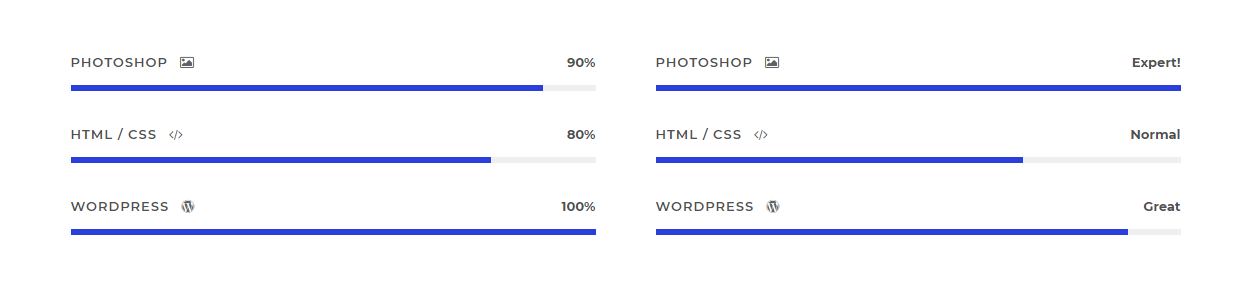 PHOTOSHOP 90%
HTML / CSS </> 80%
WORDPRESS 100%
PHOTOSHOP Expert!
HTML / CSS </> Normal
WORDPRESS Great